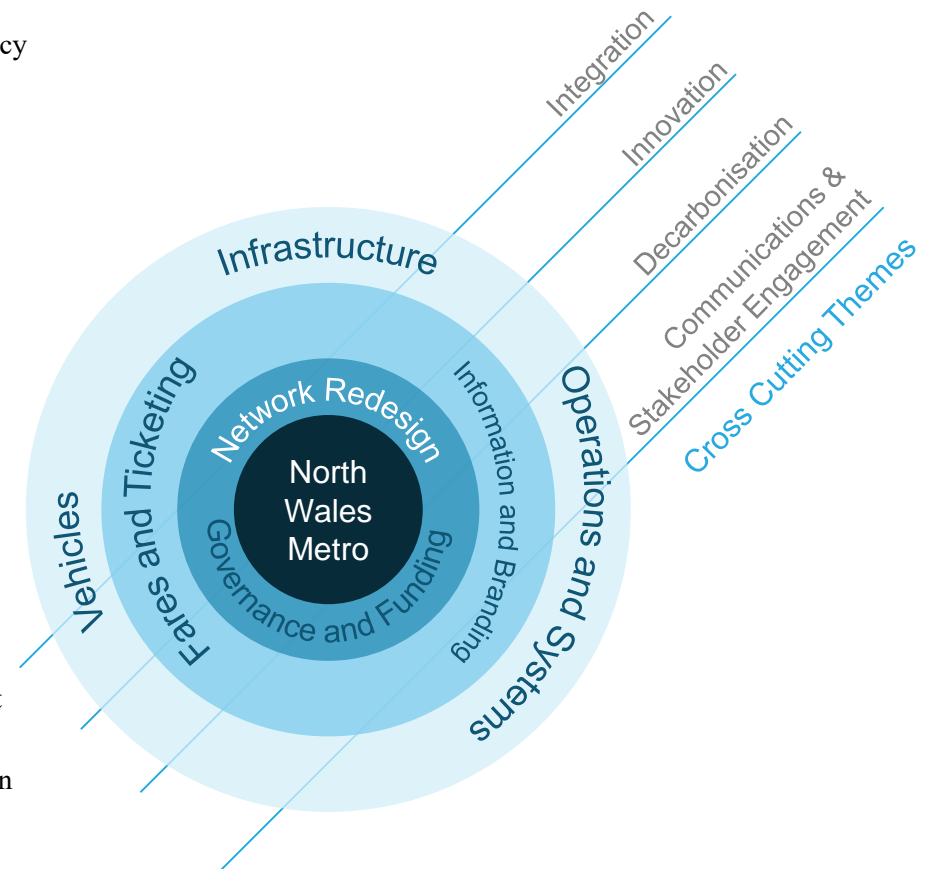 cy
Integration
Innovation
Decarbonisation
Communications &
Stakeholder Engagement
Cross Cutting Themes
Infrastructure
Fares and Ticketing
Information and Branding
Operations and Systems
Vehicles
Network Redesign
North
Wales
Metro
Governance and Funding
n